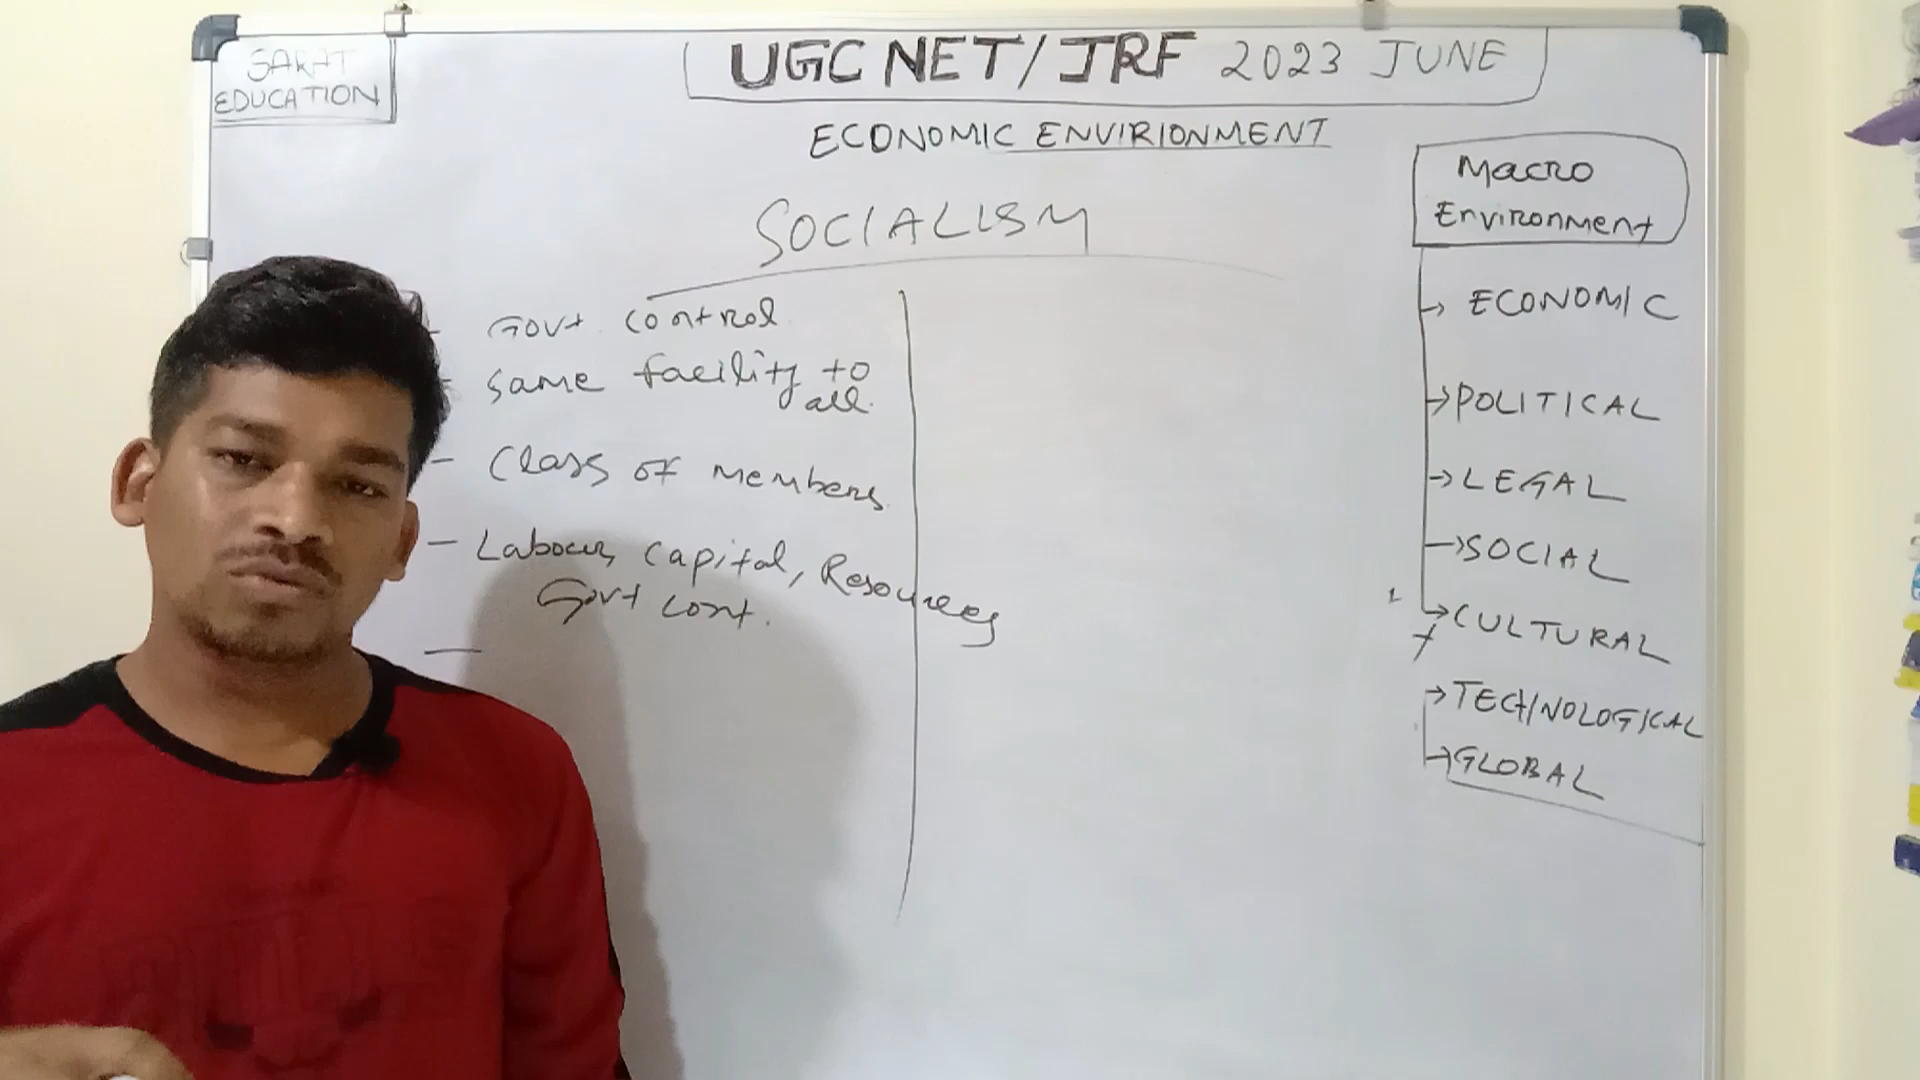 SARAT
EDUCATION
UGC NET/JRF 2023 JUNE
ECONOMIC ENVIRIONMENT
SOCIALISM
- Govt control
- same facility to
all.
- Class of members
- Labour, capital, Resources
Govt cont.
-
Macro
Environment
→ ECONOMIC
→ POLITICAL
→ LEGAL
→ SOCIAL
→ CULTURAL
→ TECHNOLOGICAL
→ GLOBAL